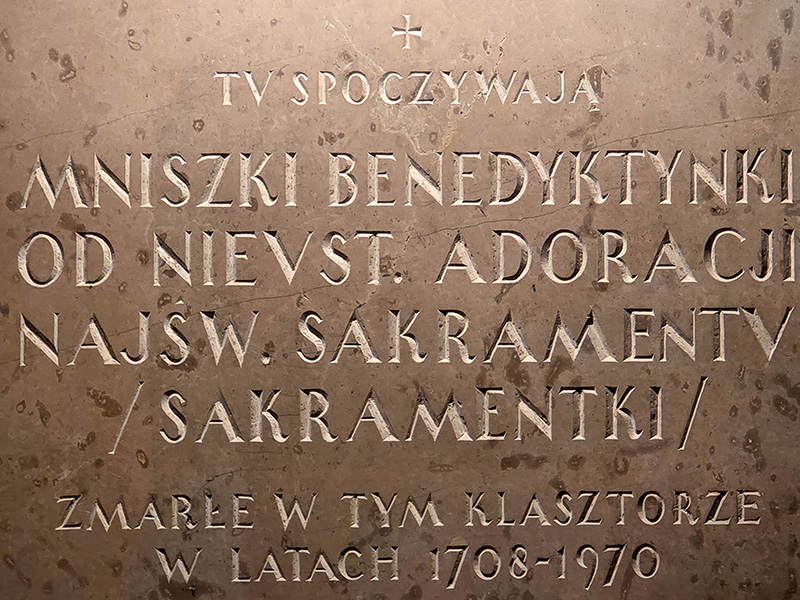 TV SPOCZYWAJĄ
MNISZKI BENEDYKTYNKI
OD NIEVST. ADORACJI
NAJŚW. SAKRAMENTV
/SAKRAMENTKI/
ZMARŁE W TYM KLASZTORZE
W LATACH 1708-1970